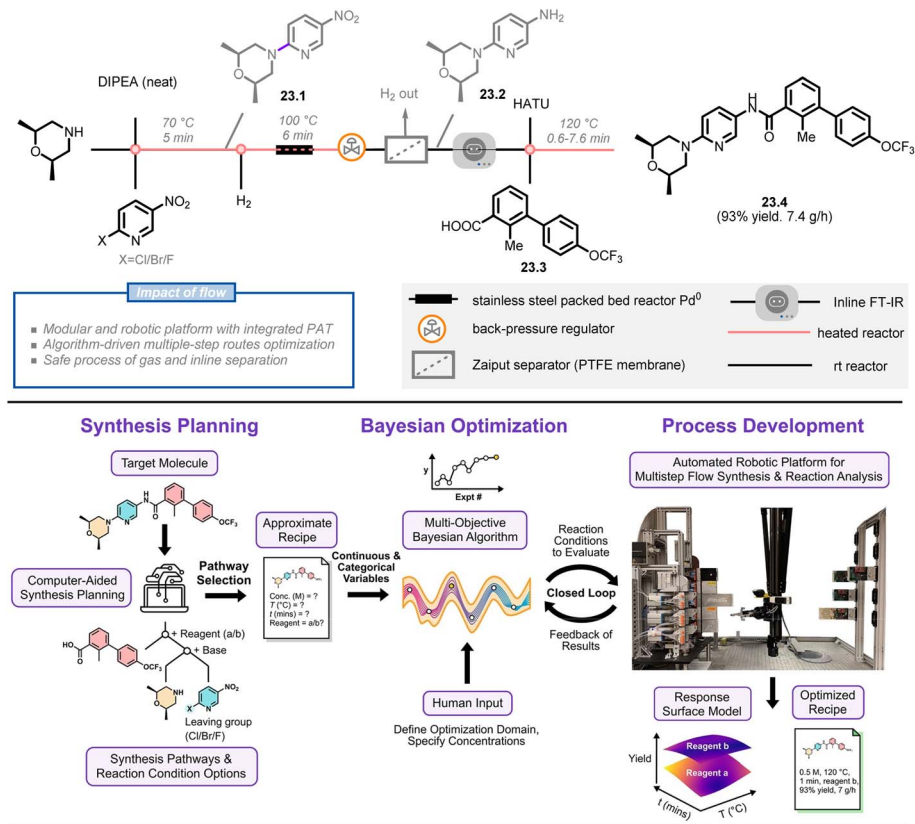 NO₂
N
N
O
23.1
NH₂
N
N
O
23.2
DIPEA (neat)
H₂ out
HATU
70 °C
5 min
100 °C
6 min
120 °C
0.6-7.6 min
NH
O
H₂
NO₂
X
N
X=Cl/Br/F
HOOC
Me
OCF₃
23.3
H
N
O
Me
N
N
O
OCF₃
23.4
(93% yield. 7.4 g/h)
Impact of flow
Modular and robotic platform with integrated PAT
Algorithm-driven multiple-step routes optimization
Safe process of gas and inline separation
stainless steel packed bed reactor Pd⁰
back-pressure regulator
Zaiput separator (PTFE membrane)
Inline FT-IR
heated reactor
rt reactor
Synthesis Planning
Target Molecule
H
N
O
N
N
O
OCF₃
Computer-Aided
Synthesis Planning
Pathway
Selection
+ Reagent (a/b)
+ Base
HO
O
OCF₃
NH
O
NO₂
X
N
Leaving group
(Cl/Br/F)
Synthesis Pathways &
Reaction Condition Options
Approximate
Recipe
Conc. (M) = ?
T (°C) = ?
t (mins) = ?
Reagent = a/b?
Bayesian Optimization
y
Expt #
Multi-Objective
Bayesian Algorithm
Continuous &
Categorical
Variables
Human Input
Define Optimization Domain,
Specify Concentrations
Reaction
Conditions
to Evaluate
Closed Loop
Feedback of
Results
Process Development
Automated Robotic Platform for
Multistep Flow Synthesis & Reaction Analysis
Response
Surface Model
Yield
Reagent b
Reagent a
t (mins)
T (°C)
Optimized
Recipe
0.5 M, 120 °C,
1 min, reagent b,
93% yield, 7 g/h